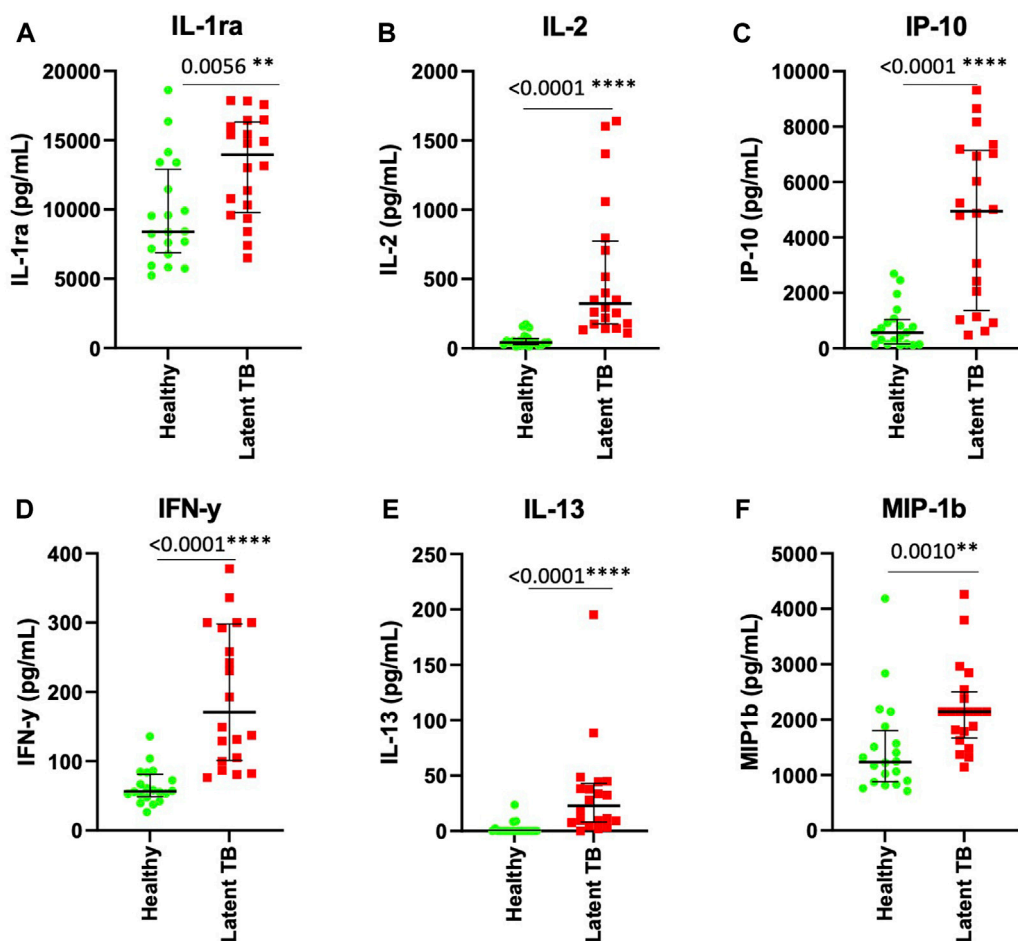 A
IL-1ra
0.0056 **
20000
15000
10000
5000
0
IL-1ra (pg/mL)
Healthy
Latent TB
B
IL-2
<0.0001 ****
2000
1500
1000
500
0
IL-2 (pg/mL)
Healthy
Latent TB
C
IP-10
<0.0001 ****
10000
8000
6000
4000
2000
0
IP-10 (pg/mL)
Healthy
Latent TB
D
IFN-y
<0.0001****
400
300
200
100
0
IFN-y (pg/mL)
Healthy
Latent TB
E
IL-13
<0.0001****
250
200
150
100
50
0
IL-13 (pg/mL)
Healthy
Latent TB
F
MIP-1b
0.0010**
5000
4000
3000
2000
1000
0
MIP1b (pg/mL)
Healthy
Latent TB